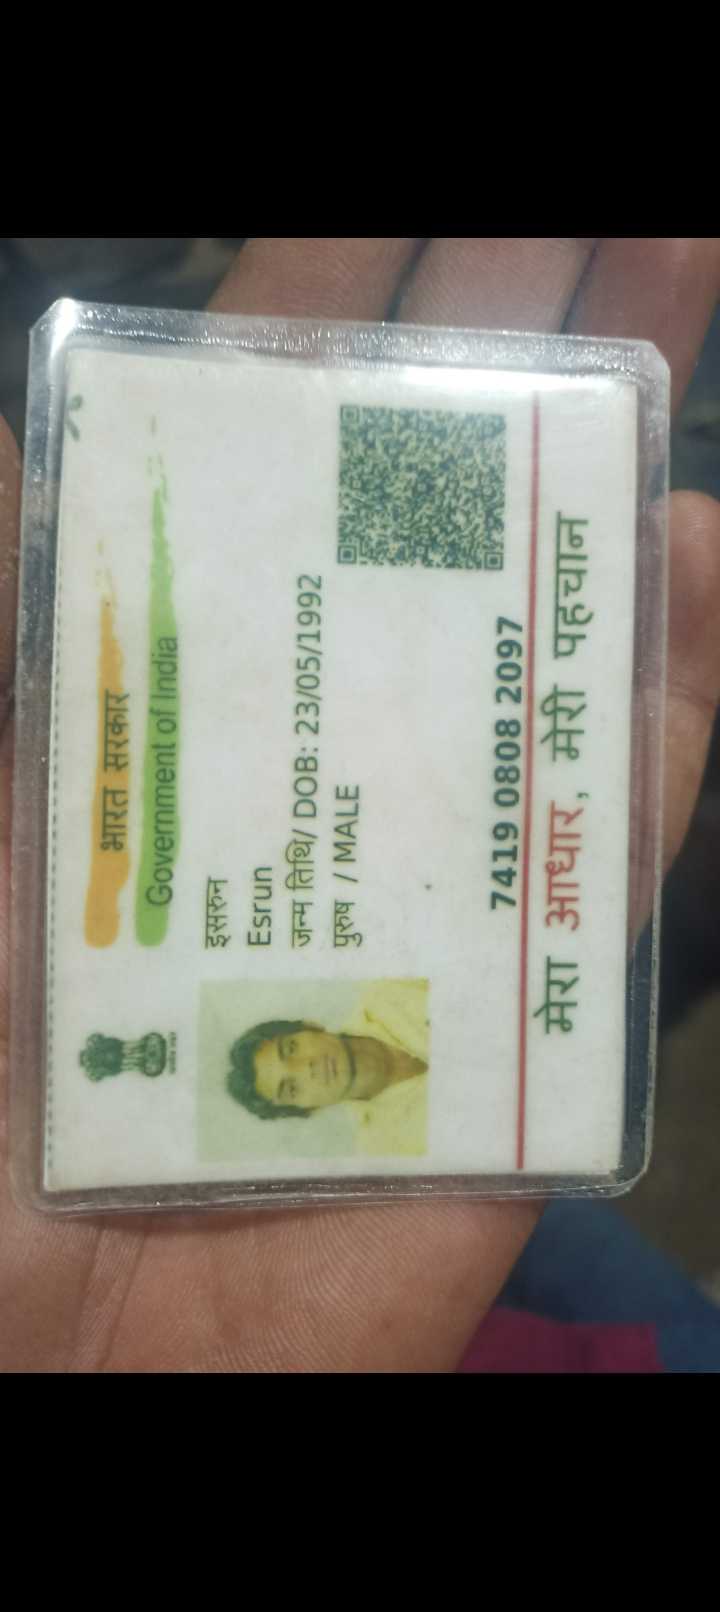 भारत सरकार
Government of India
इसरुन
Esrun
जन्म तिथि/ DOB: 23/05/1992
पुरुष / MALE
7419 0808 2097
मेरा आधार, मेरी पहचान